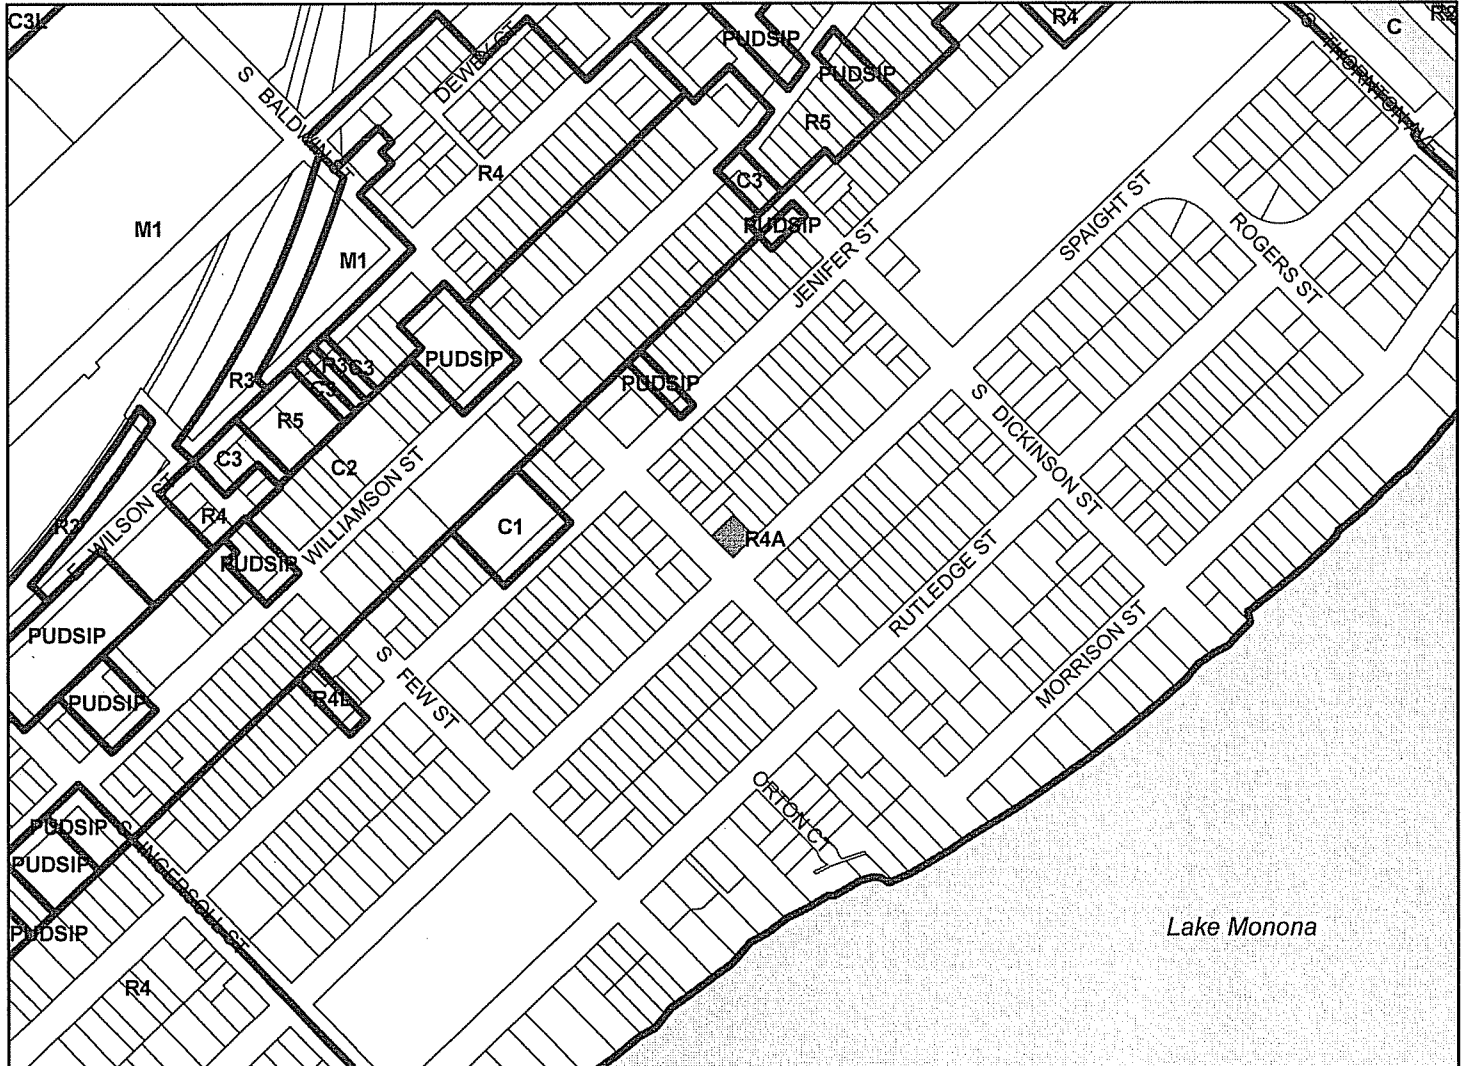 C3L
R4
C
R2
PUDSIP
PUDSIP
S THORNTON AVE
DEWEY CT
S BALDWIN ST
R5
R4
C3
SPAIGHT ST
M1
PUDSIP
ROGERS ST
M1
JENIFER ST
PUDSIP
R3
C3
R3
C3
PUDSIP
R5
S DICKINSON ST
C3
C2
WILLIAMSON ST
R4
C1
R3
E WILSON ST
R4A
PUDSIP
RUTLEDGE ST
PUDSIP
MORRISON ST
S FEW ST
R4L
PUDSIP
ORTON CT
PUDSIP
S INGERSOLL ST
PUDSIP
PUDSIP
Lake Monona
R4